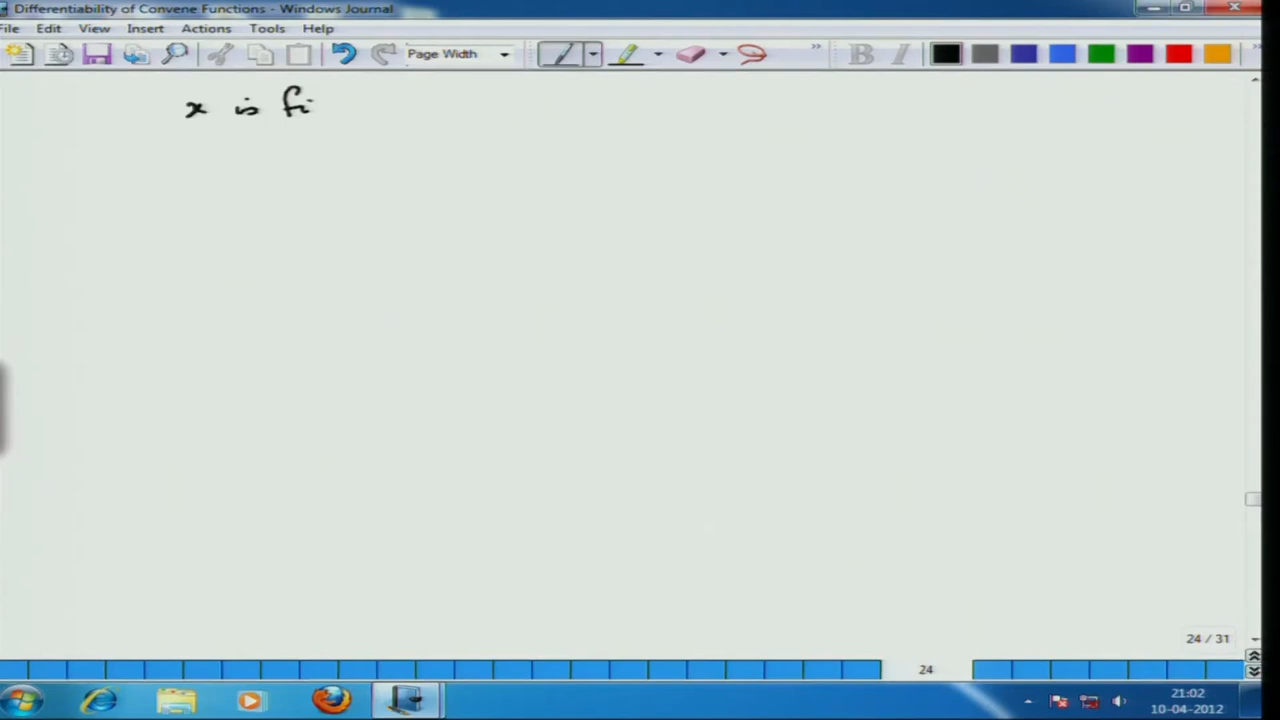 Differentiability of Convene Functions - Windows Journal
File Edit View Insert Actions Tools Help
Page Width
B I
x is fi
24 / 31
24
21:02
10-04-2012